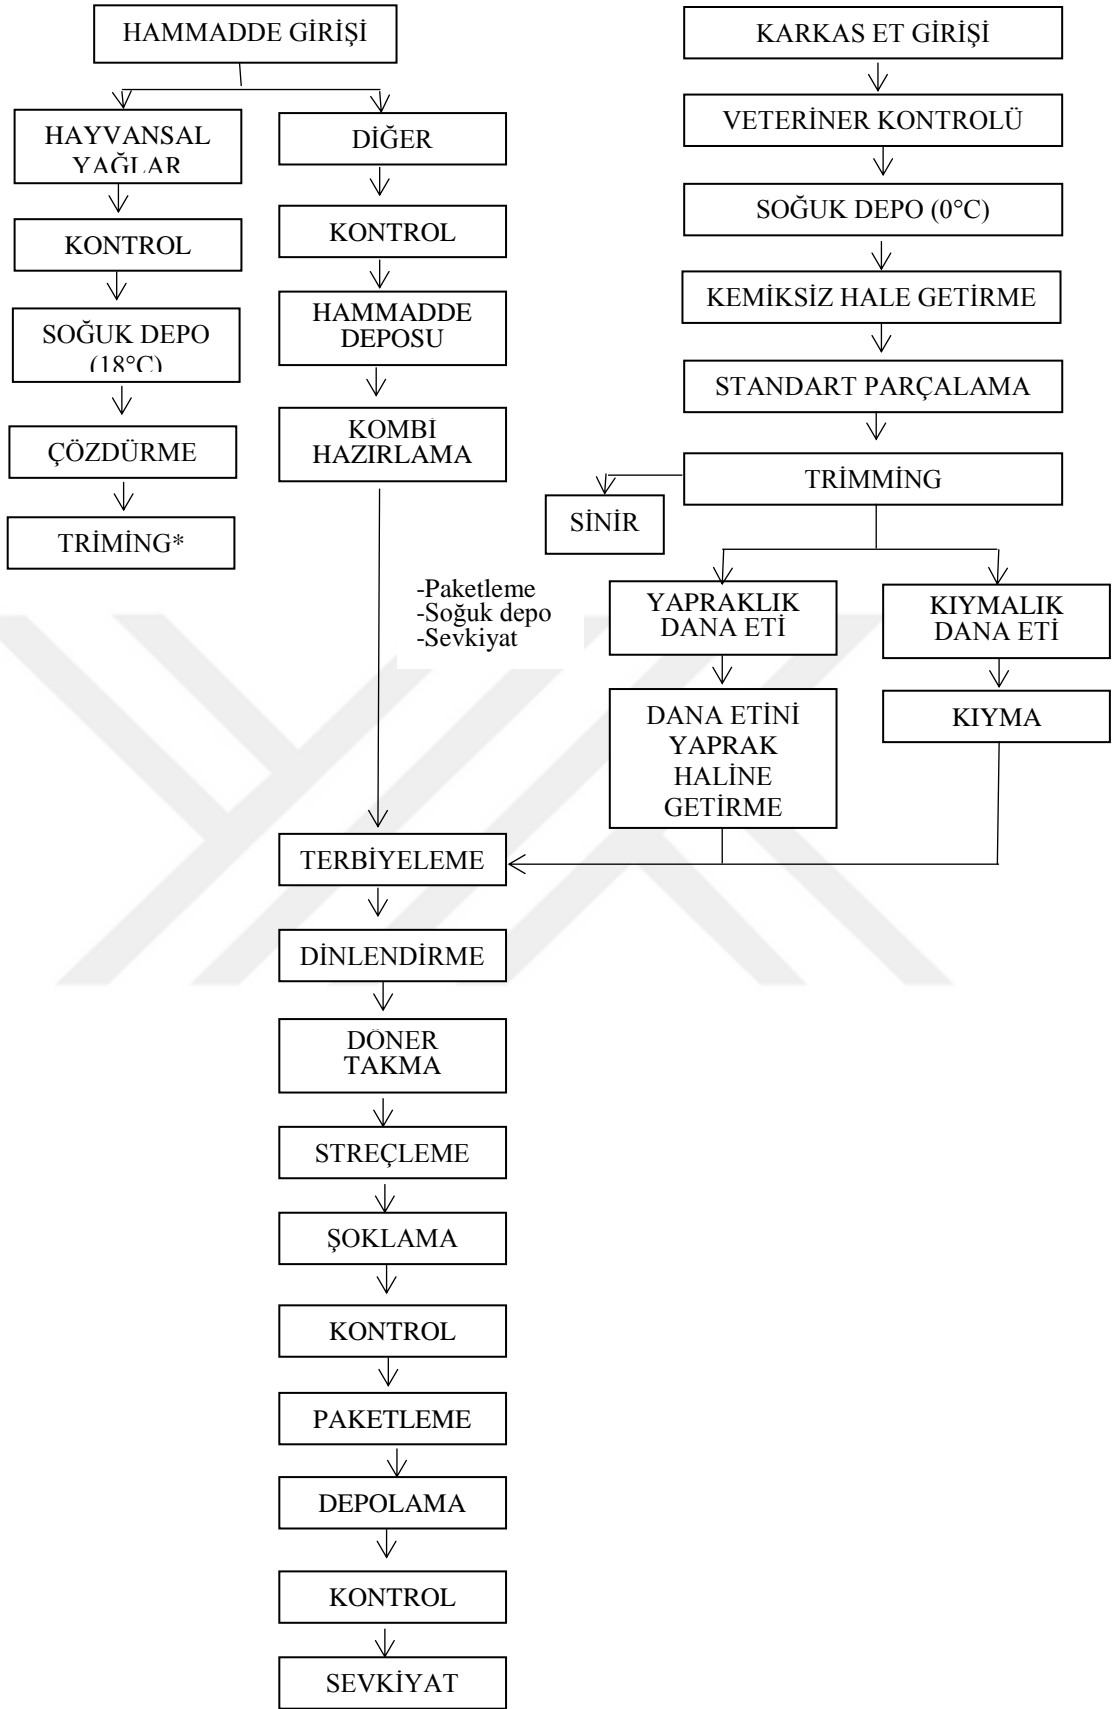 HAMMADDE GİRİŞİ
HAYVANSAL
YAĞLAR
KONTROL
SOĞUK DEPO
(18°C)
ÇÖZDÜRME
TRİMİNG*
DİĞER
KONTROL
HAMMADDE
DEPOSU
KOMBİ
HAZIRLAMA
-Paketleme
-Soğuk depo
-Sevkiyat
KARKAS ET GİRİŞİ
VETERİNER KONTROLÜ
SOĞUK DEPO (0°C)
KEMİKSİZ HALE GETİRME
STANDART PARÇALAMA
TRİMMİNG
SİNİR
YAPRAKLIK
DANA ETİ
DANA ETİNİ
YAPRAK
HALİNE
GETİRME
KIYMALIK
DANA ETİ
KIYMA
TERBİYELEME
DİNLENDİRME
DÖNER
TAKMA
STREÇLEME
ŞOKLAMA
KONTROL
PAKETLEME
DEPOLAMA
KONTROL
SEVKİYAT